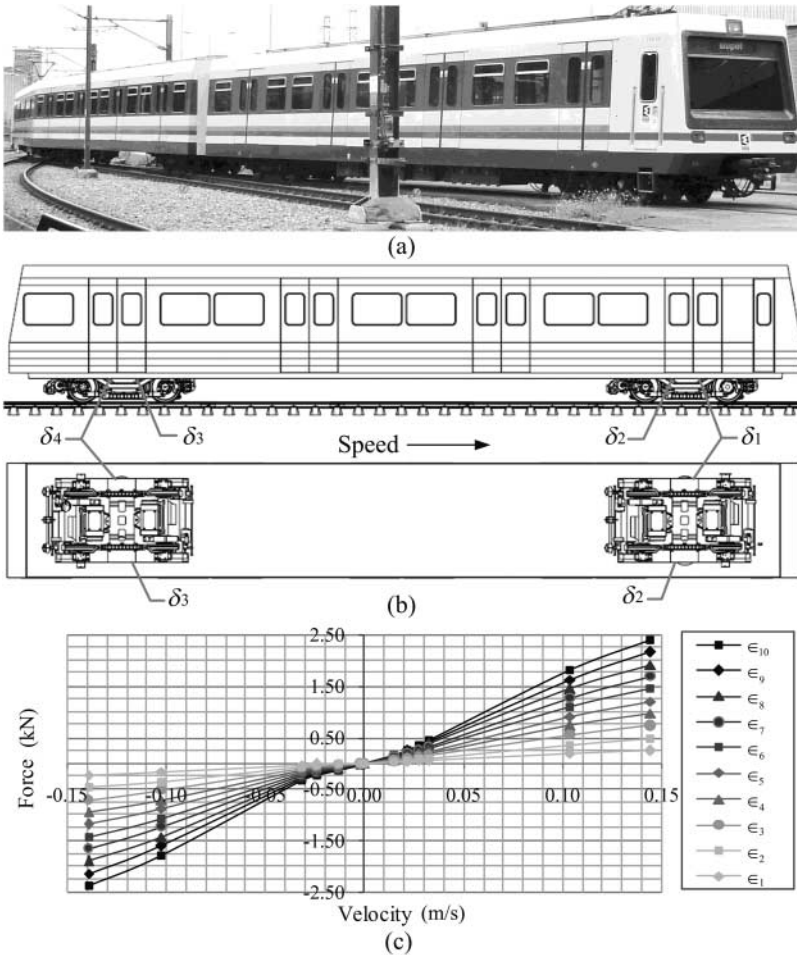 (a)
δ4
δ3
Speed
δ2
δ1
δ3
δ2
(b)
2.50
1.50
0.50
-0.50
-1.50
-2.50
-0.15
-0.10
-0.05
0.00
0.05
0.10
0.15
Force (kN)
Velocity (m/s)
∈10
∈9
∈8
∈7
∈6
∈5
∈4
∈3
∈2
∈1
(c)